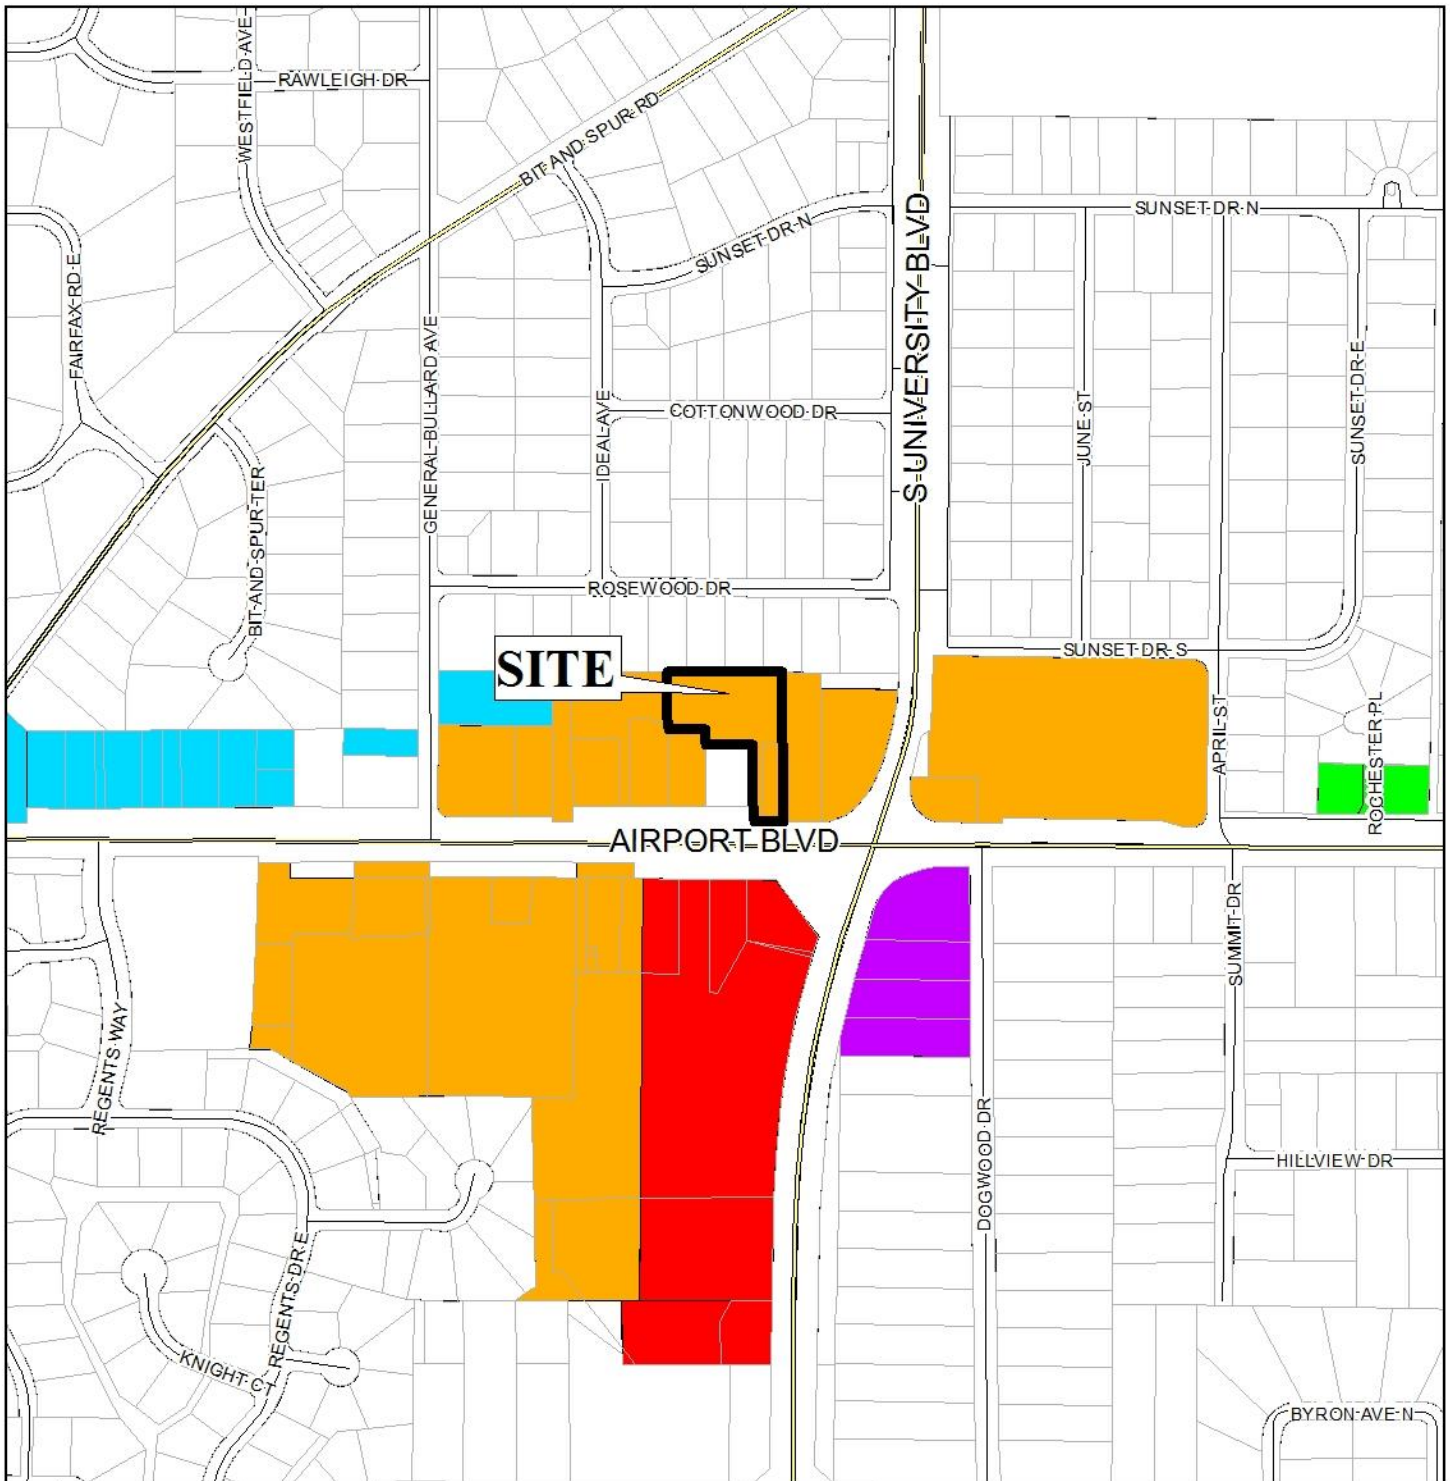 WESTFIELD AVE
RAWLEIGH DR
BIT AND SPUR RD
SUNSET DR N
SUNSET DR N
S UNIVERSITY BLVD
FAIRFAX RD E
GENERAL BULLARD AVE
IDEAL AVE
COTTONWOOD DR
JUNE ST
SUNSET DR E
BIT AND SPUR TER
ROSEWOOD DR
SITE
SUNSET DR S
APRIL ST
ROCHESTER PL
AIRPORT BLVD
REGENTS WAY
SUMMIT DR
DOGWOOD DR
HILLVIEW DR
REGENTS DR E
KNIGHT CT
BYRON AVE N